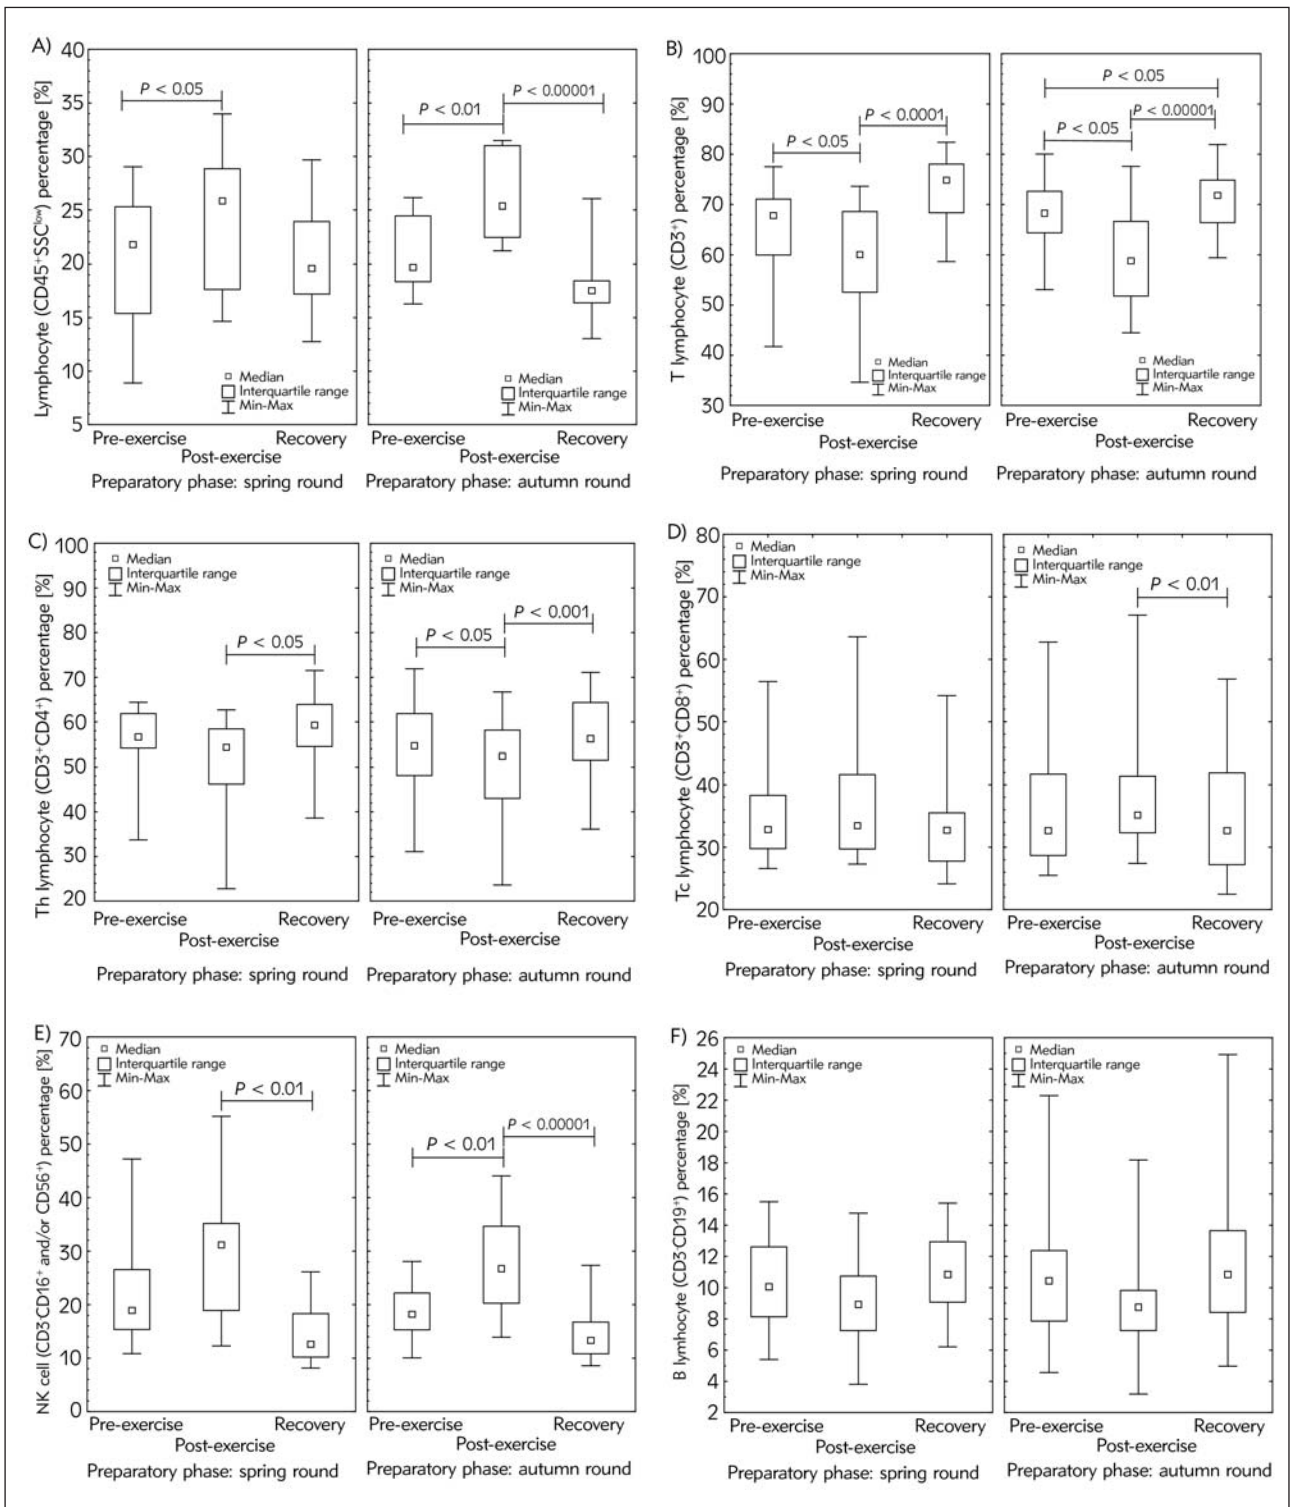 A)
Lymphocyte (CD45⁺SSCˡᵒʷ) percentage [%]
40
35
30
25
20
15
10
5
P < 0.05
Median
Interquartile range
Min-Max
Pre-exercise
Post-exercise
Recovery
Preparatory phase: spring round
P < 0.01
P < 0.00001
Median
Interquartile range
Min-Max
Pre-exercise
Post-exercise
Recovery
Preparatory phase: autumn round
B)
T lymphocyte (CD3⁺) percentage [%]
100
90
80
70
60
50
40
30
P < 0.05
P < 0.0001
Median
Interquartile range
Min-Max
Pre-exercise
Post-exercise
Recovery
Preparatory phase: spring round
P < 0.05
P < 0.00001
P < 0.05
Median
Interquartile range
Min-Max
Pre-exercise
Post-exercise
Recovery
Preparatory phase: autumn round
C)
Th lymphocyte (CD3⁺CD4⁺) percentage [%]
100
90
80
70
60
50
40
30
20
Median
Interquartile range
Min-Max
P < 0.05
Pre-exercise
Post-exercise
Recovery
Preparatory phase: spring round
Median
Interquartile range
Min-Max
P < 0.001
P < 0.05
Pre-exercise
Post-exercise
Recovery
Preparatory phase: autumn round
D)
Tc lymphocyte (CD3⁺CD8⁺) percentage [%]
80
70
60
50
40
30
20
Median
Interquartile range
Min-Max
Pre-exercise
Post-exercise
Recovery
Preparatory phase: spring round
Median
Interquartile range
Min-Max
P < 0.01
Pre-exercise
Post-exercise
Recovery
Preparatory phase: autumn round
E)
NK cell (CD3⁻CD16⁺ and/or CD56⁺) percentage [%]
70
60
50
40
30
20
10
0
Median
Interquartile range
Min-Max
P < 0.01
Pre-exercise
Post-exercise
Recovery
Preparatory phase: spring round
Median
Interquartile range
Min-Max
P < 0.00001
P < 0.01
Pre-exercise
Post-exercise
Recovery
Preparatory phase: autumn round
F)
B lymhocyte (CD3⁻CD19⁺) percentage [%]
26
24
22
20
18
16
14
12
10
8
6
4
2
Median
Interquartile range
Min-Max
Pre-exercise
Post-exercise
Recovery
Preparatory phase: spring round
Median
Interquartile range
Min-Max
Pre-exercise
Post-exercise
Recovery
Preparatory phase: autumn round